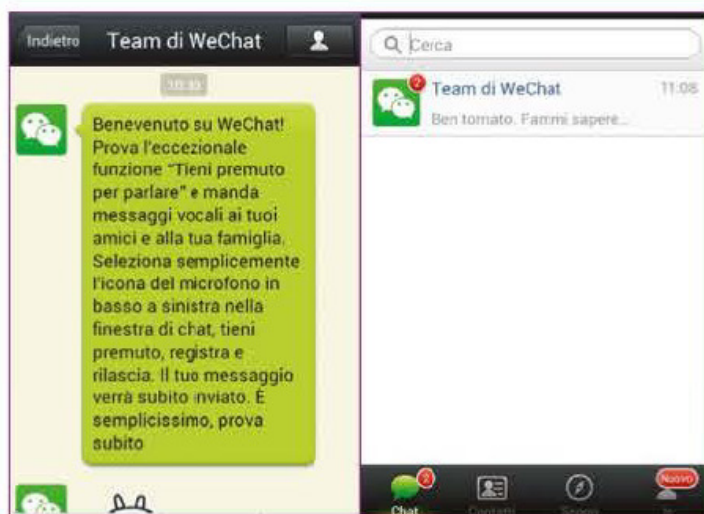 Indietro
Team di WeChat
Benevenuto su WeChat!
Prova l'eccezionale
funzione "Tieni premuto
per parlare" e manda
messaggi vocali ai tuoi
amici e alla tua famiglia.
Seleziona semplicemente
l'icona del microfono in
basso a sinistra nella
finestra di chat, tieni
premuto, registra e
rilascia. Il tuo messaggio
verrà subito inviato. È
semplicissimo, prova
subito
Cerca
2
Team di WeChat
11:08
Ben tornato. Fammi sapere...
2
Nuovo
Chat
Contatti